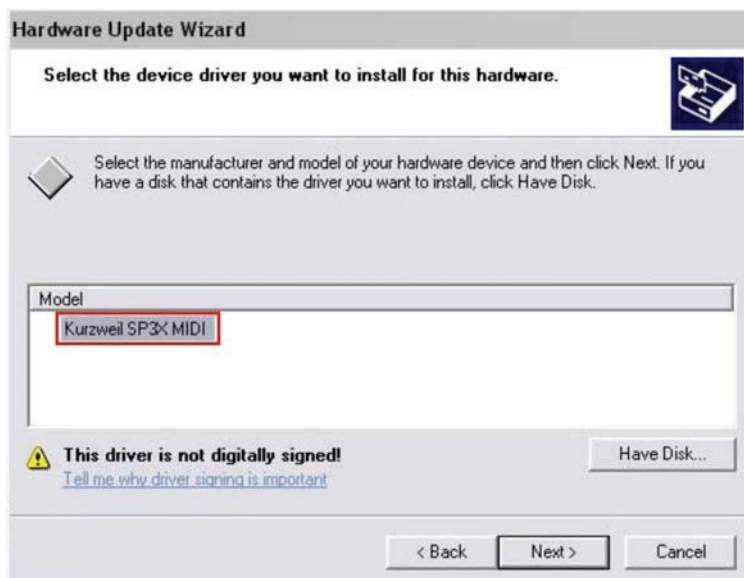 Hardware Update Wizard
Select the device driver you want to install for this hardware.
Select the manufacturer and model of your hardware device and then click Next. If you
have a disk that contains the driver you want to install, click Have Disk.
Model
Kurzweil SP3X MIDI
This driver is not digitally signed!
Have Disk...
Tell me why driver signing is important
< Back
Next >
Cancel